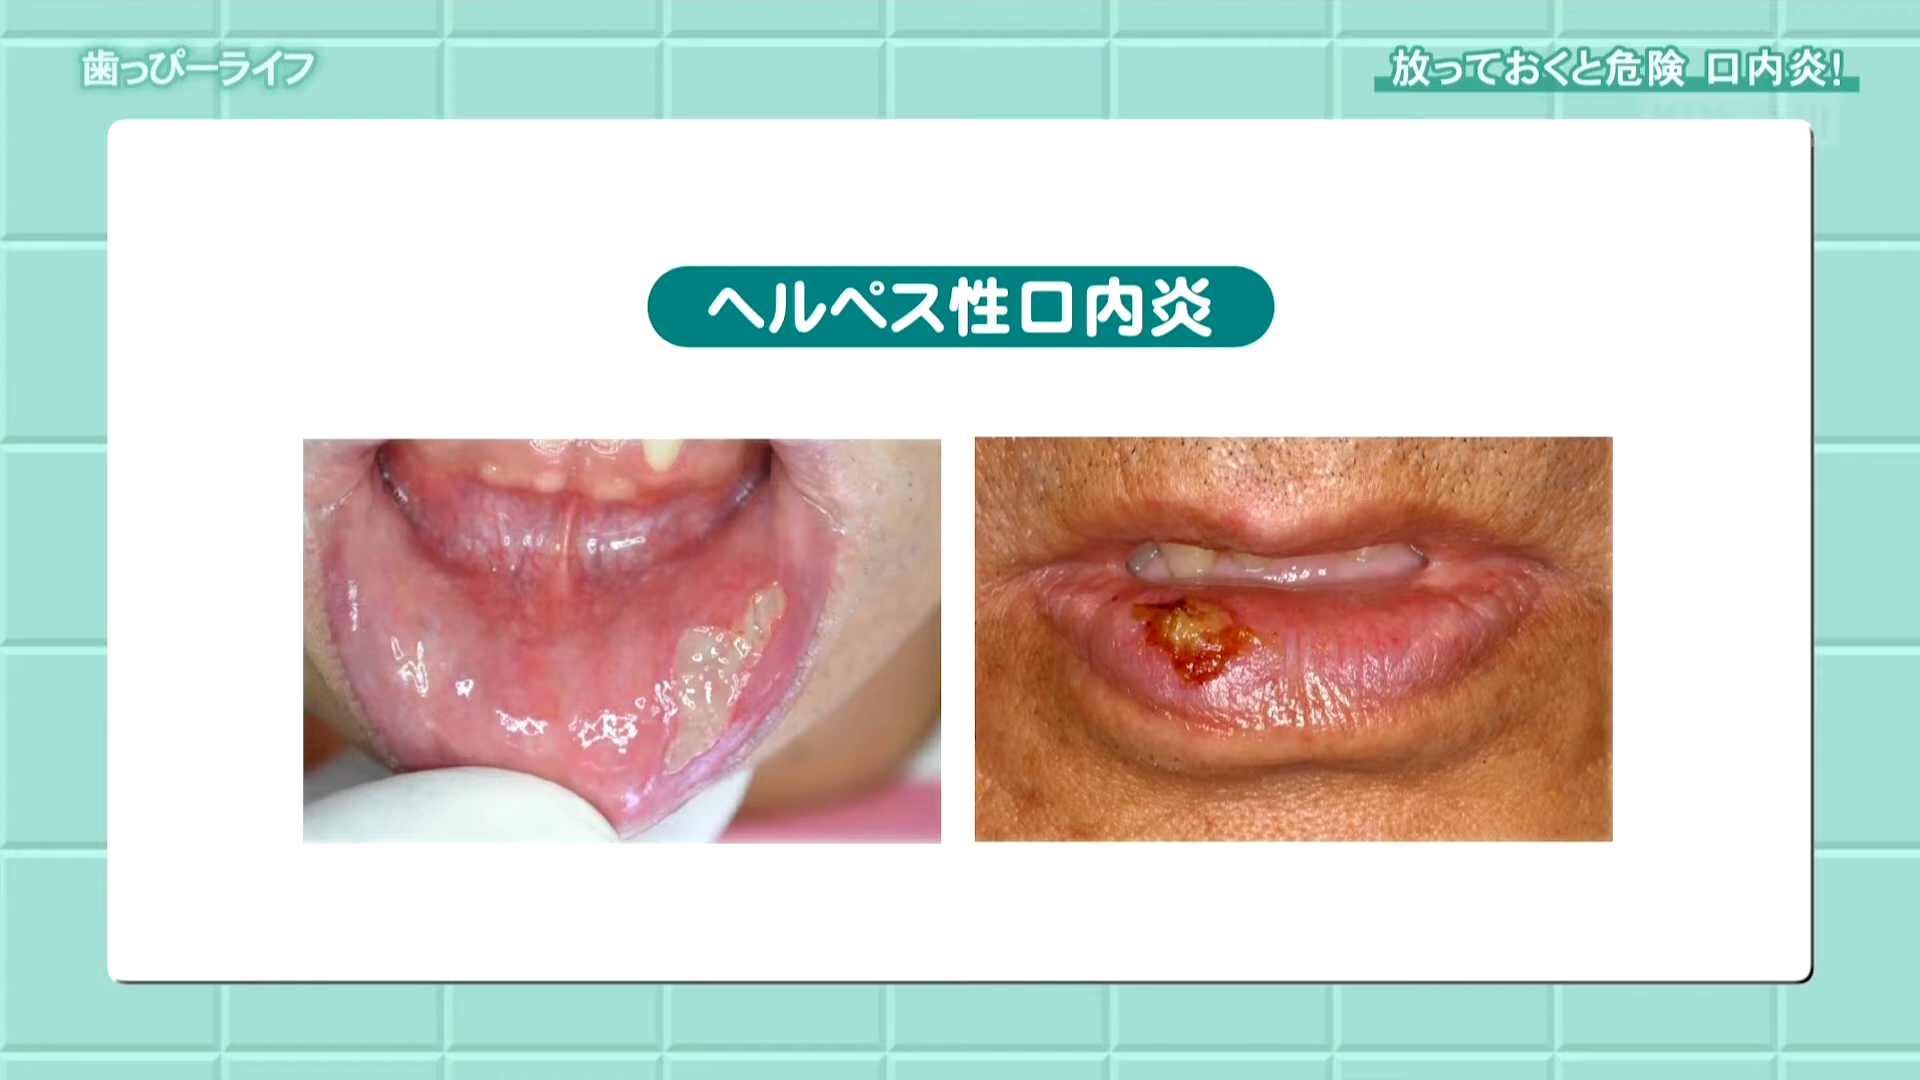 歯っぴーライフ
放っておくと危険 口内炎!
ヘルペス性口内炎